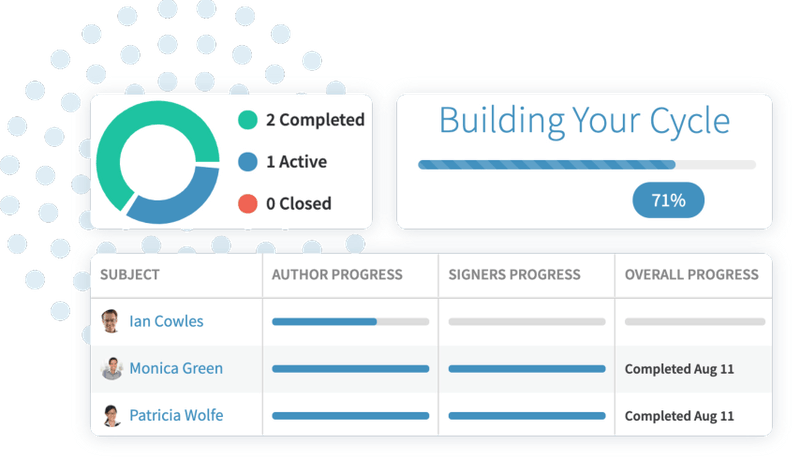 2 Completed
1 Active
0 Closed
Building Your Cycle
71%
SUBJECT AUTHOR PROGRESS SIGNERS PROGRESS OVERALL PROGRESS
Ian Cowles
Monica Green Completed Aug 11
Patricia Wolfe Completed Aug 11